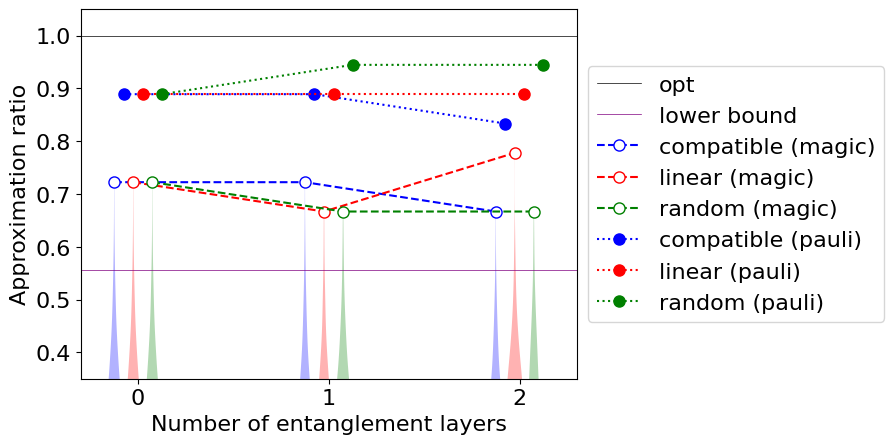 1.0
0.9
0.8
0.7
0.6
0.5
0.4
Approximation ratio
0 1 2
Number of entanglement layers
opt
lower bound
compatible (magic)
linear (magic)
random (magic)
compatible (pauli)
linear (pauli)
random (pauli)